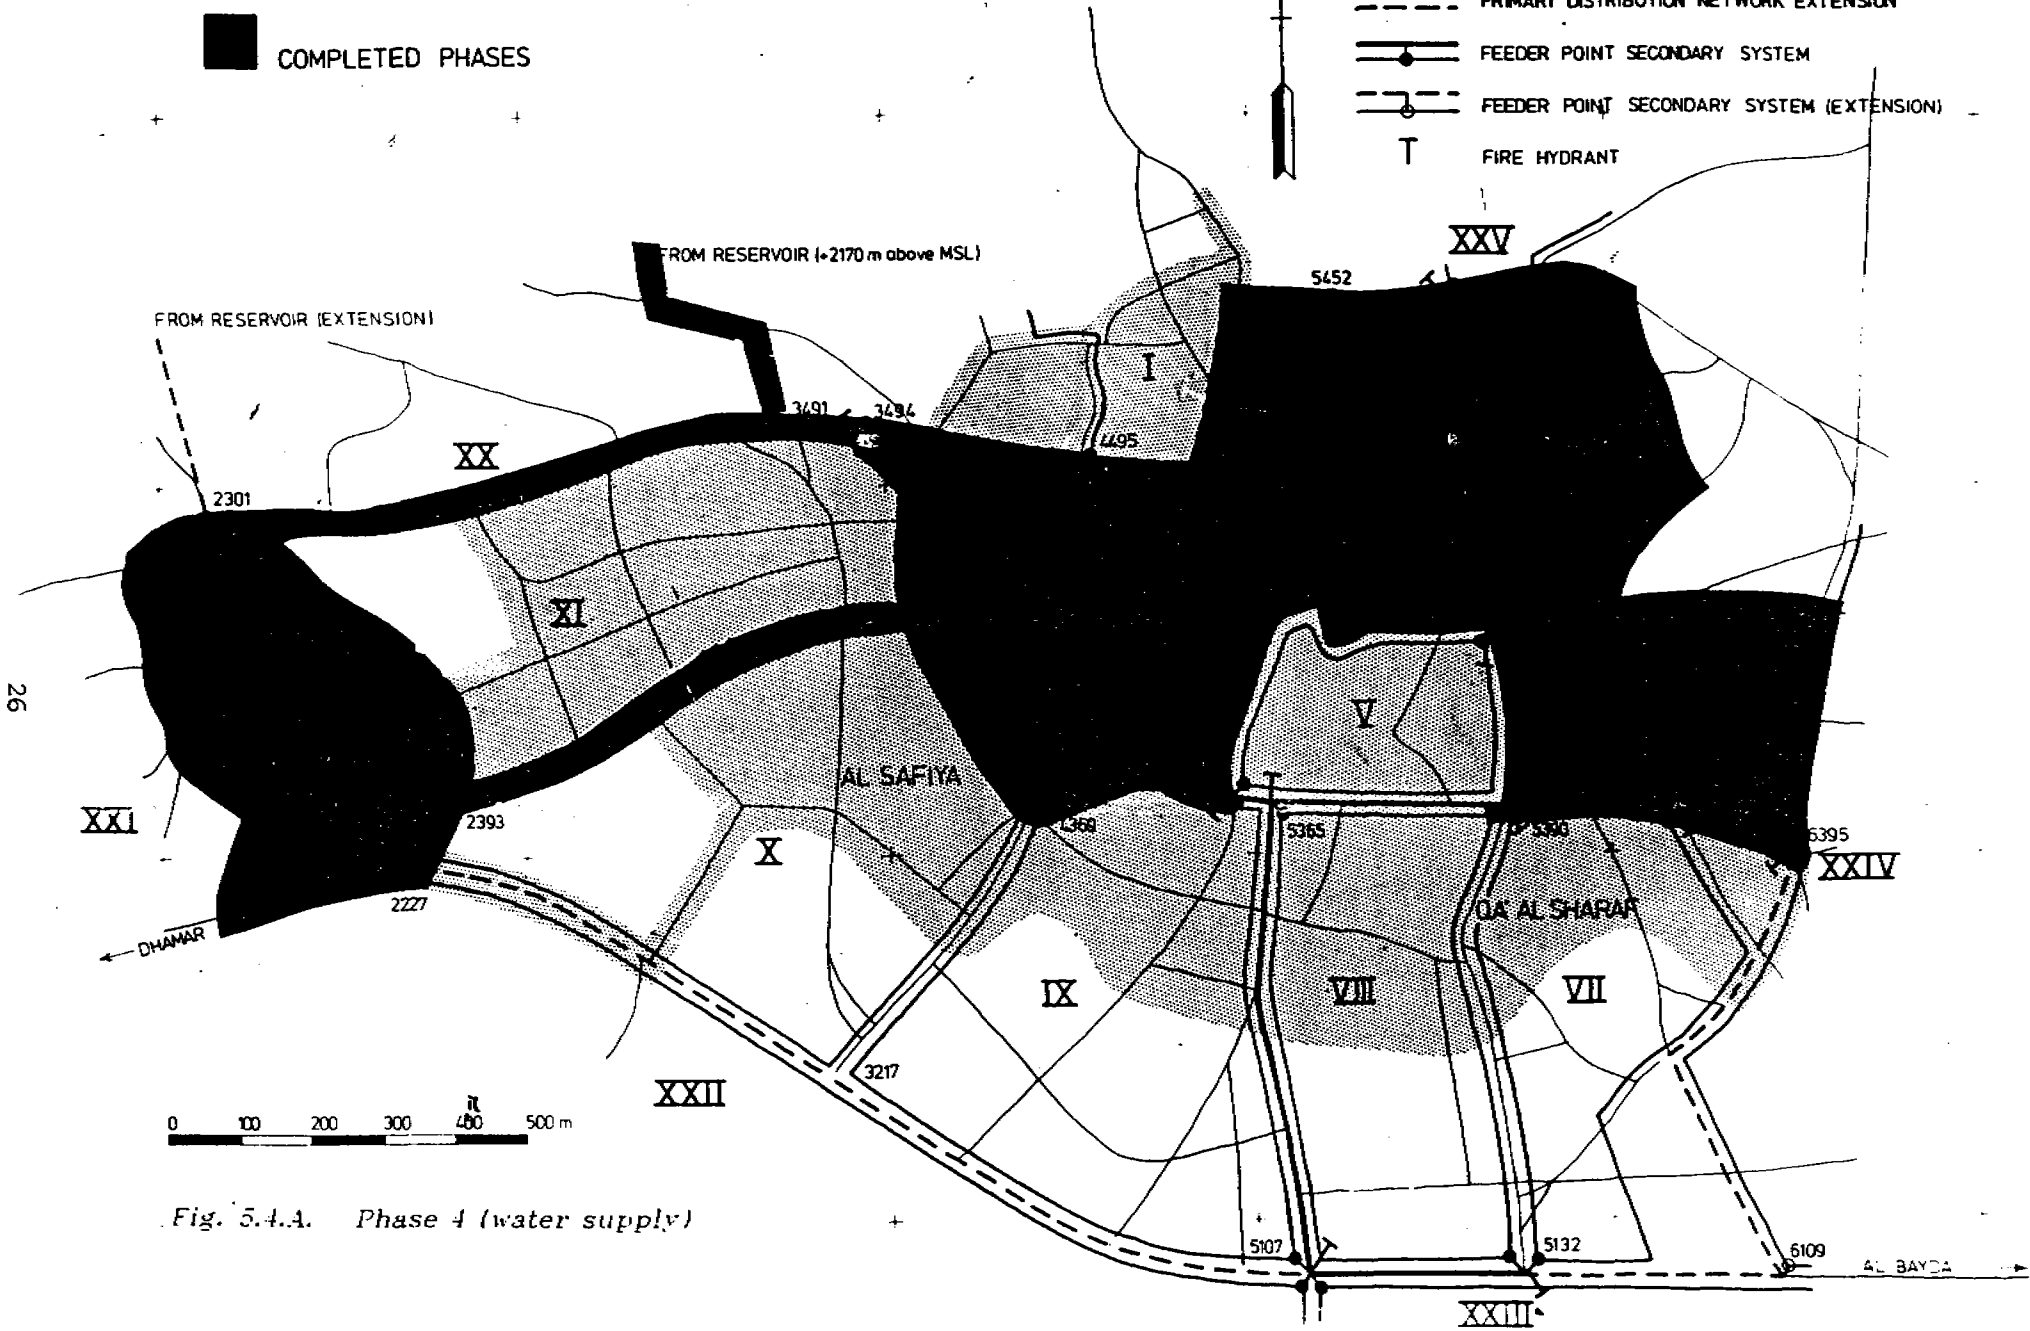 PRIMARY DISTRIBUTION NETWORK EXTENSION
COMPLETED PHASES
FEEDER POINT SECONDARY SYSTEM
FEEDER POINT SECONDARY SYSTEM (EXTENSION)
T FIRE HYDRANT
XXV
FROM RESERVOIR (+2170 m above MSL)
5452
FROM RESERVOIR (EXTENSION)
I
3491
3494
4495
XX
2301
XI
26
V
AL SAFIYA
XXI
2393
4369
5365
5380
6395
X
XXIV
2227
QA' AL SHARAF
DHAMAR
IX
VIII
VII
3217
XXII
0 100 200 300 400 500 m
Fig. 5.4.A. Phase 4 (water supply)
5107
5132
6109
AL BAYDA
XXIII